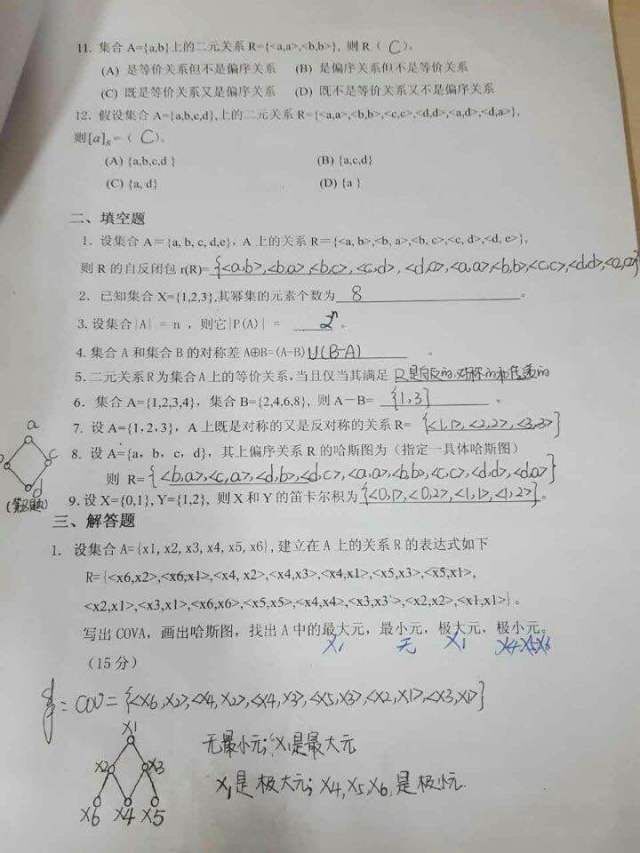 11. 集合 A={a,b}上的二元关系 R={<a,a>,<b,b>}, 则 R（ C ）。
(A) 是等价关系但不是偏序关系 (B) 是偏序关系但不是等价关系
(C) 既是等价关系又是偏序关系 (D) 既不是等价关系又不是偏序关系
12. 假设集合 A={a,b,c,d},上的二元关系 R={<a,a>,<b,b>,<c,c>,<d,d>,<a,d>,<d,a>},
则[a]R=（ C ）。
(A) {a,b,c,d } (B) {a,c,d}
(C) {a, d} (D) {a }
二、填空题
1. 设集合 A＝{a, b, c, d,e}，A 上的关系 R＝{<a, b>,<b, a>,<b, c>,<c, d>,<d, e>},
则 R 的自反闭包 r(R)={<a,b>,<b,a>,<b,c>,<c,d>,<d,e>,<a,a>,<b,b>,<c,c>,<d,d>,<e,e>}
2. 已知集合 X={1,2,3},其幂集的元素个数为 8 。
3. 设集合|A| = n ，则它|P(A)| = 2ⁿ 。
4. 集合 A 和集合 B 的对称差 A⊕B=(A-B)∪(B-A) 。
5. 二元关系 R 为集合 A 上的等价关系,当且仅当其满足 R是自反的,对称的和传递的
6. 集合 A={1,2,3,4}，集合 B={2,4,6,8}, 则 A－B= {1,3} 。
7. 设 A={1，2，3}，A 上既是对称的又是反对称的关系 R= {<1,1>,<2,2>,<3,3>}
8. 设 A={a, b, c, d}，其上偏序关系 R 的哈斯图为（指定一具体哈斯图）
a
c
d
(第8题)
则 R={<b,a>,<c,a>,<d,b>,<d,c>,<a,a>,<b,b>,<c,c>,<d,d>,<d,a>}
9. 设 X={0,1}, Y={1,2}, 则 X 和 Y 的笛卡尔积为{<0,1>,<0,2>,<1,1>,<1,2>}。
三、解答题
1. 设集合 A={x1, x2, x3, x4, x5, x6}, 建立在 A 上的关系 R 的表达式如下
R={<x6,x2>,<x6,x1>,<x4, x2>,<x4,x3>,<x4,x1>,<x5,x3>,<x5,x1>,
<x2,x1>,<x3,x1>,<x6,x6>,<x5,x5>,<x4,x4>,<x3,x3>,<x2,x2>,<x1,x1>}。
写出 COVA，画出哈斯图，找出 A 中的最大元，最小元，极大元，极小元。
X1 无 X1 X4 X5 X6
（15 分）
= COV = {<X6,X2>,<X4,X2>,<X4,X3>,<X5,X3>,<X2,X1>,<X3,X1>}
X1
无最小元; X1是最大元
X2 X3
X1是极大元; X4,X5,X6 是极小元.
X6 X4 X5